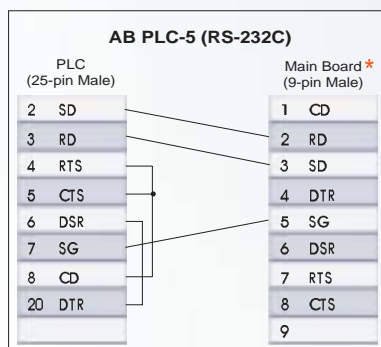 AB PLC-5 (RS-232C)
PLC
(25-pin Male)
Main Board *
(9-pin Male)
2 SD
3 RD
4 RTS
5 CTS
6 DSR
7 SG
8 CD
20 DTR
1 CD
2 RD
3 SD
4 DTR
5 SG
6 DSR
7 RTS
8 CTS
9